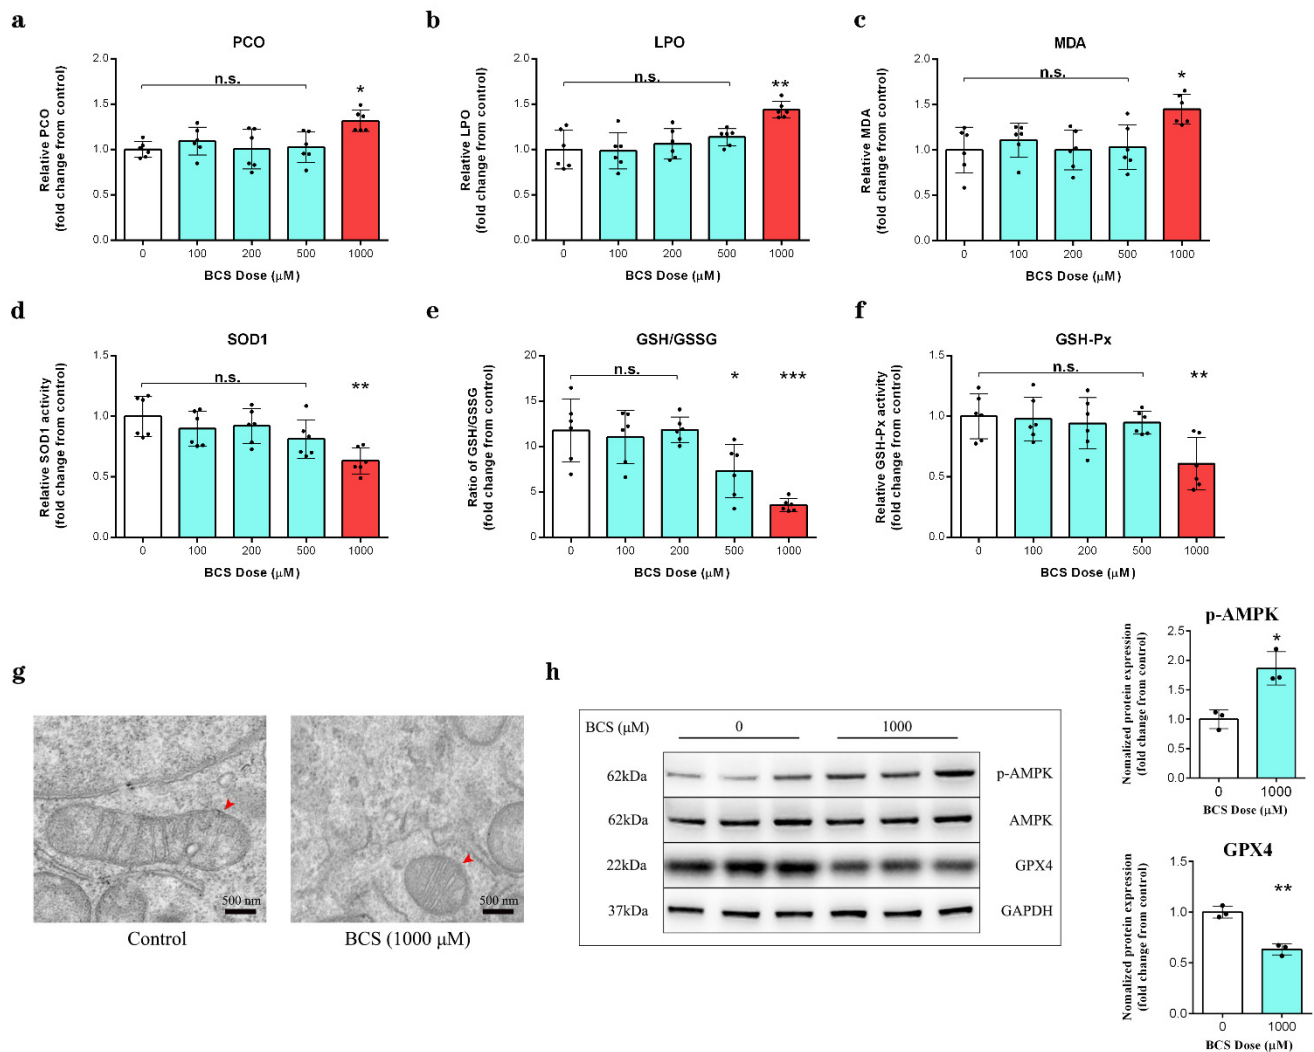 a
PCO
Relative PCO
(fold change from control)
2.0
1.5
1.0
0.5
0.0
n.s.
*
0 100 200 500 1000
BCS Dose (μM)
b
LPO
Relative LPO
(fold change from control)
2.0
1.5
1.0
0.5
0.0
n.s.
**
0 100 200 500 1000
BCS Dose (μM)
c
MDA
Relative MDA
(fold change from control)
2.0
1.5
1.0
0.5
0.0
n.s.
*
0 100 200 500 1000
BCS Dose (μM)
d
SOD1
Relative SOD1 activity
(fold change from control)
1.5
1.0
0.5
0.0
n.s.
**
0 100 200 500 1000
BCS Dose (μM)
e
GSH/GSSG
Ratio of GSH/GSSG
(fold change from control)
20
15
10
5
0
n.s.
*
***
0 100 200 500 1000
BCS Dose (μM)
f
GSH-Px
Relative GSH-Px activity
(fold change from control)
1.5
1.0
0.5
0.0
n.s.
**
0 100 200 500 1000
BCS Dose (μM)
g
500 nm
Control
500 nm
BCS (1000 μM)
h
BCS (μM) 0 1000
62kDa p-AMPK
62kDa AMPK
22kDa GPX4
37kDa GAPDH
p-AMPK
Nomalized protein expression
(fold change from control)
2.5
2.0
1.5
1.0
0.5
0.0
*
0 1000
BCS Dose (μM)
GPX4
Nomalized protein expression
(fold change from control)
1.5
1.0
0.5
0.0
**
0 1000
BCS Dose (μM)